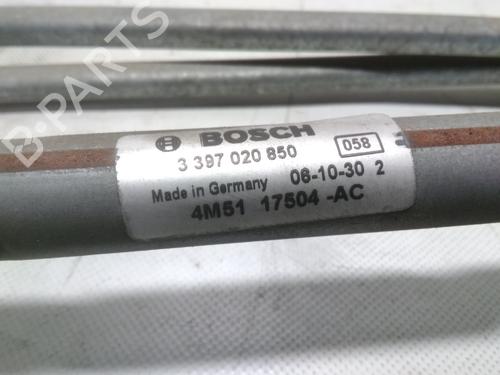 B-PARTS
BOSCH
3 397 020 850 058
Made in Germany 06-10-30 2
4M51 17504-AC